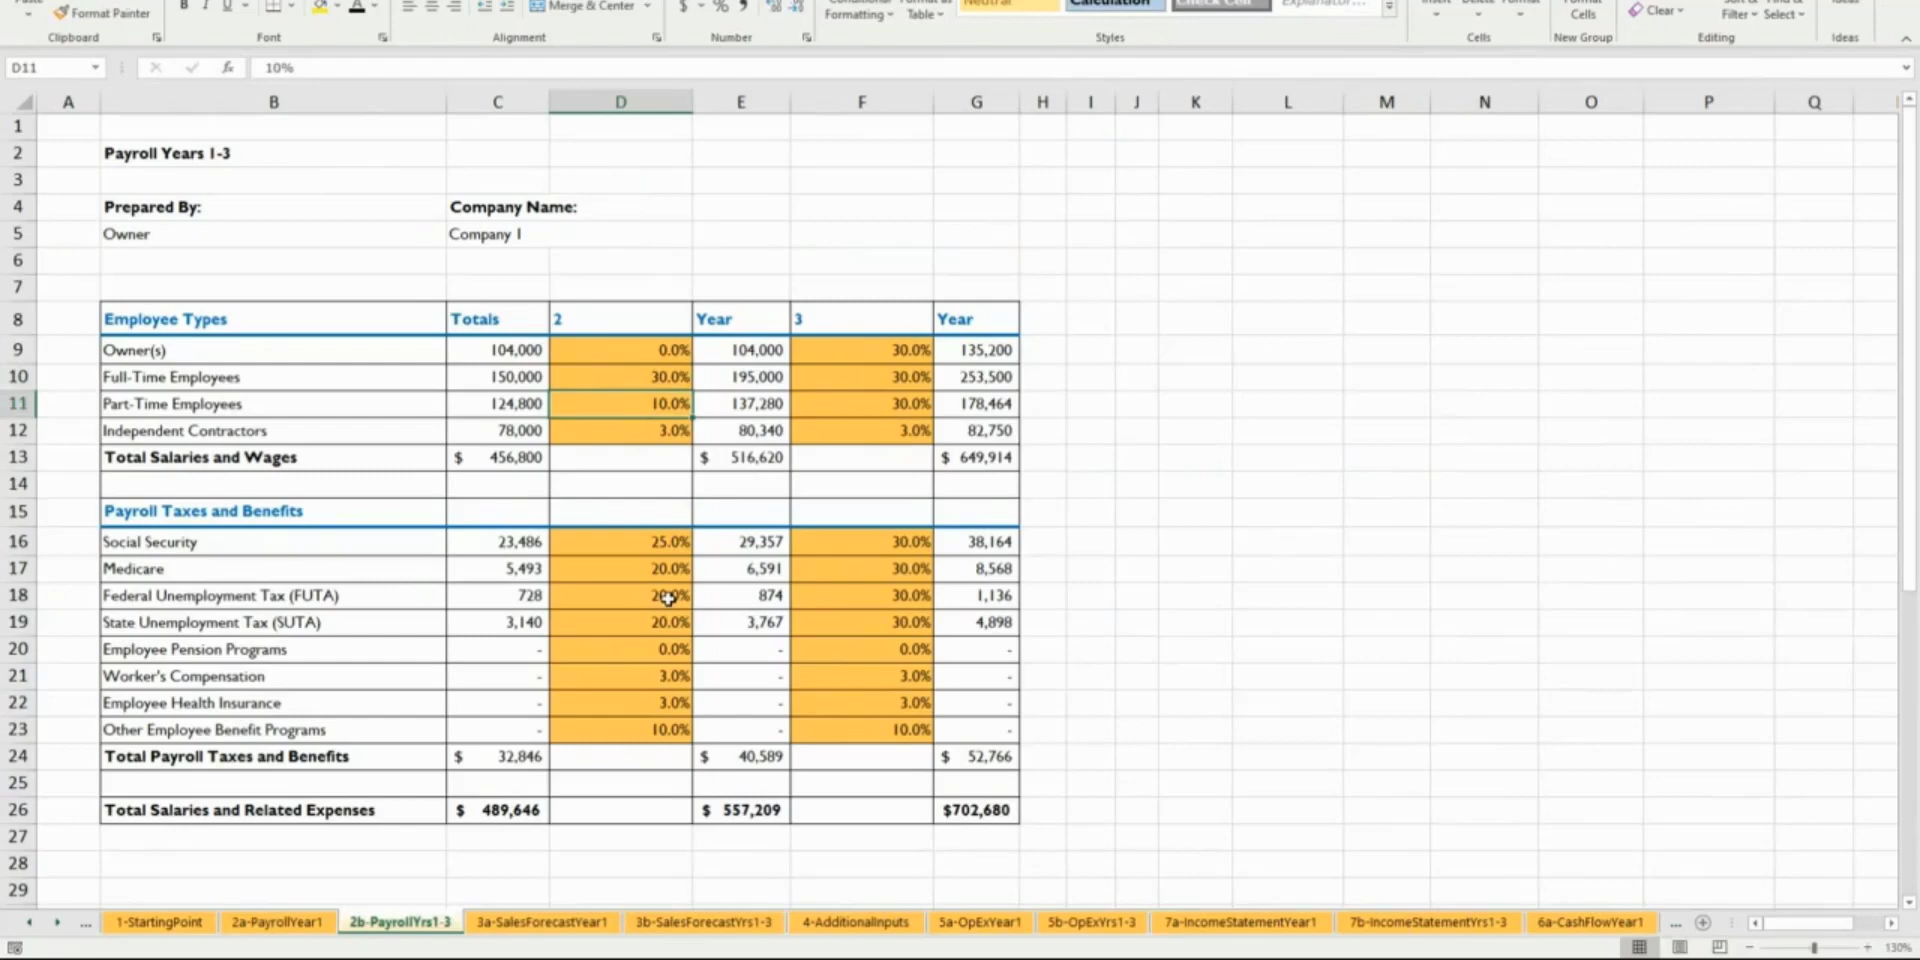 Format Painter B I U Merge & Center $ % Formatting Table Neutral Calculation Check Cell Explanator... Cells Clear Filter Select
Clipboard Font Alignment Number Styles Cells New Group Editing Ideas
D11 fx 10%
A B C D E F G H I J K L M N O P Q
1
2 Payroll Years 1-3
3
4 Prepared By: Company Name:
5 Owner Company 1
6
7
8 Employee Types Totals 2 Year 3 Year
9 Owner(s) 104,000 0.0% 104,000 30.0% 135,200
10 Full-Time Employees 150,000 30.0% 195,000 30.0% 253,500
11 Part-Time Employees 124,800 10.0% 137,280 30.0% 178,464
12 Independent Contractors 78,000 3.0% 80,340 3.0% 82,750
13 Total Salaries and Wages $ 456,800 $ 516,620 $ 649,914
14
15 Payroll Taxes and Benefits
16 Social Security 23,486 25.0% 29,357 30.0% 38,164
17 Medicare 5,493 20.0% 6,591 30.0% 8,568
18 Federal Unemployment Tax (FUTA) 728 20.0% 874 30.0% 1,136
19 State Unemployment Tax (SUTA) 3,140 20.0% 3,767 30.0% 4,898
20 Employee Pension Programs - 0.0% - 0.0% -
21 Worker's Compensation - 3.0% - 3.0% -
22 Employee Health Insurance - 3.0% - 3.0% -
23 Other Employee Benefit Programs - 10.0% - 10.0% -
24 Total Payroll Taxes and Benefits $ 32,846 $ 40,589 $ 52,766
25
26 Total Salaries and Related Expenses $ 489,646 $ 557,209 $702,680
27
28
29
... 1-StartingPoint 2a-PayrollYear1 2b-PayrollYrs1-3 3a-SalesForecastYear1 3b-SalesForecastYrs1-3 4-AdditionalInputs 5a-OpExYear1 5b-OpExYrs1-3 7a-IncomeStatementYear1 7b-IncomeStatementYrs1-3 6a-CashFlowYear1 ...
130%